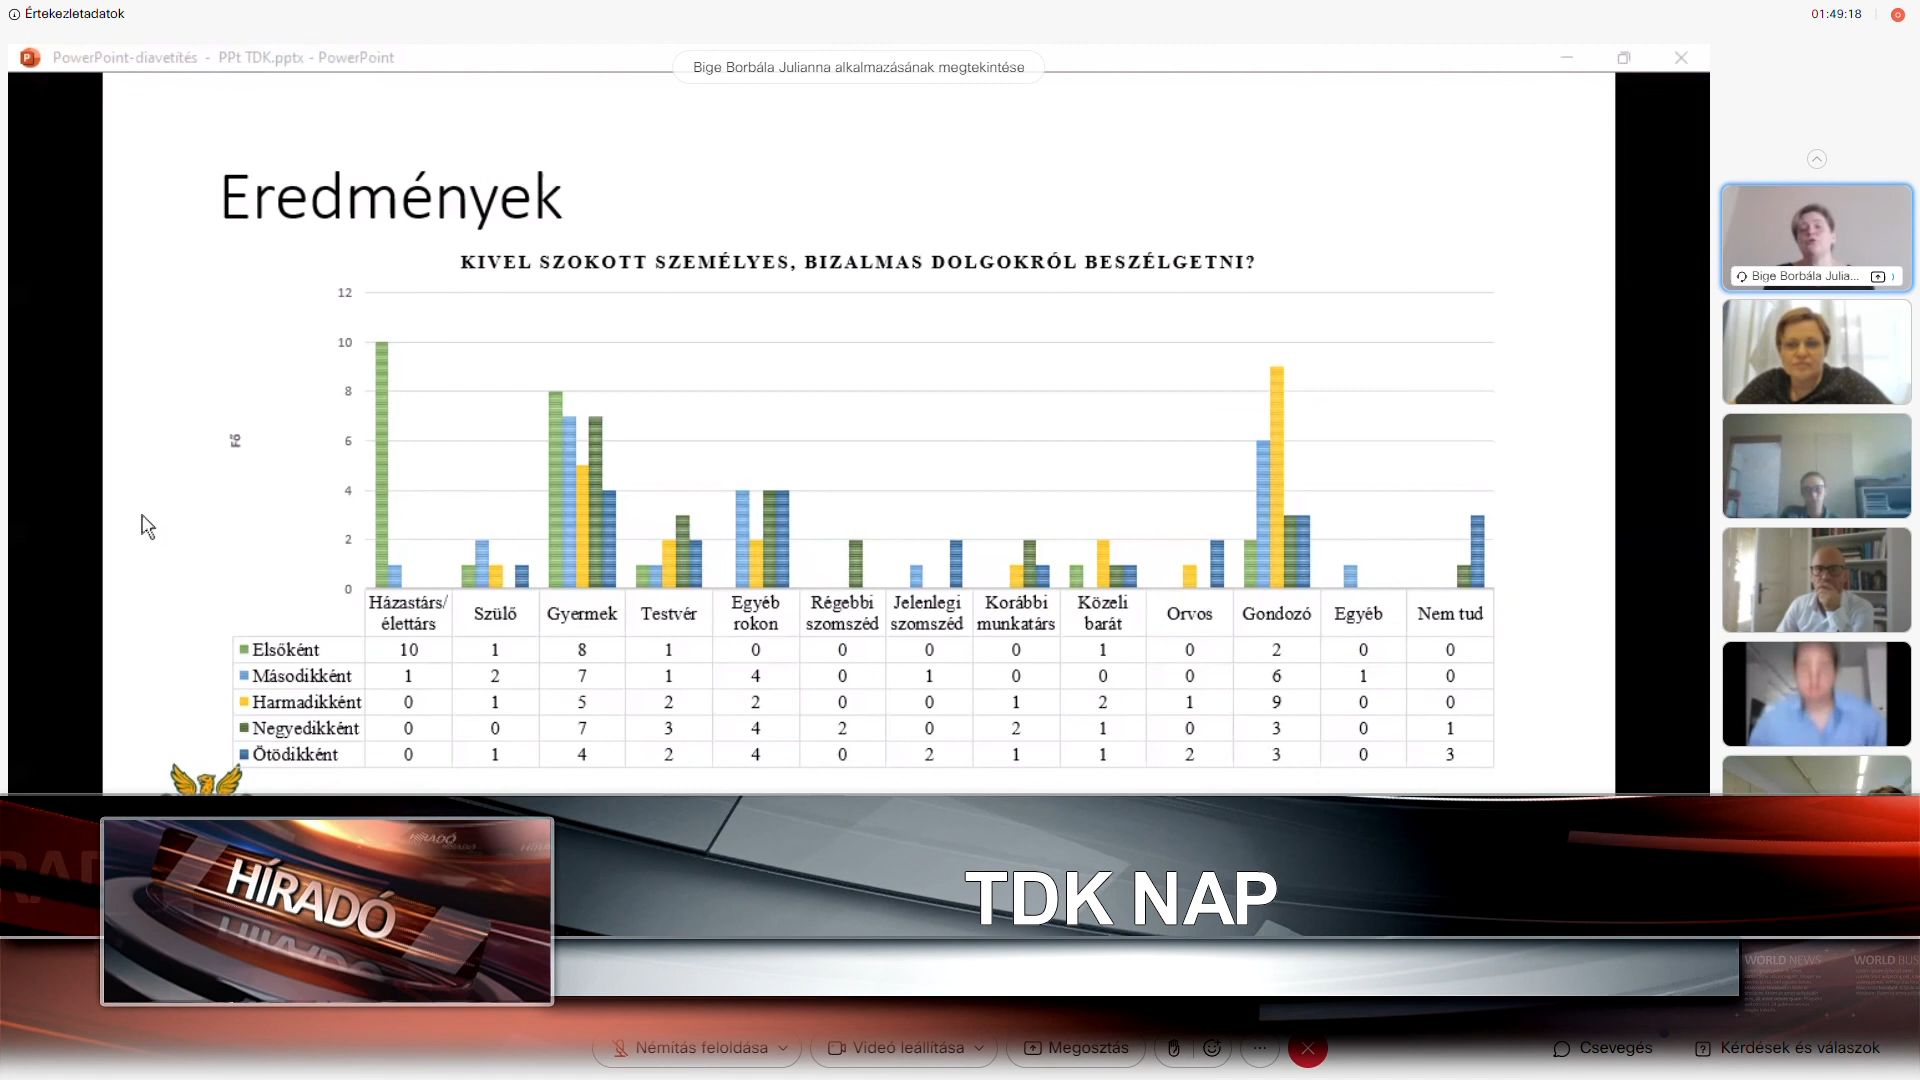 Értekezletadatok
01:49:18
PowerPoint-diavetítés - PPt TDK.pptx - PowerPoint
Bige Borbála Julianna alkalmazásának megtekintése
Eredmények
KIVEL SZOKOTT SZEMÉLYES, BIZALMAS DOLGOKRÓL BESZÉLGETNI?
12
10
8
6
4
2
0
Fő
Házastárs/ élettárs Szülő Gyermek Testvér Egyéb rokon Régebbi szomszéd Jelenlegi szomszéd Korábbi munkatárs Közeli barát Orvos Gondozó Egyéb Nem tud
Elsőként 10 1 8 1 0 0 0 0 1 0 2 0 0
Másodikként 1 2 7 1 4 0 1 0 0 0 6 1 0
Harmadikként 0 1 5 2 2 0 0 1 2 1 9 0 0
Negyedikként 0 0 7 3 4 2 0 2 1 0 3 0 1
Ötödikként 0 1 4 2 4 0 2 1 1 2 3 0 3
Bige Borbála Julia...
HÍRADÓ
TDK NAP
WORLD NEWS
WORLD BUS
Némítás feloldása
Videó leállítása
Megosztás
Csevegés
Kérdések és válaszok